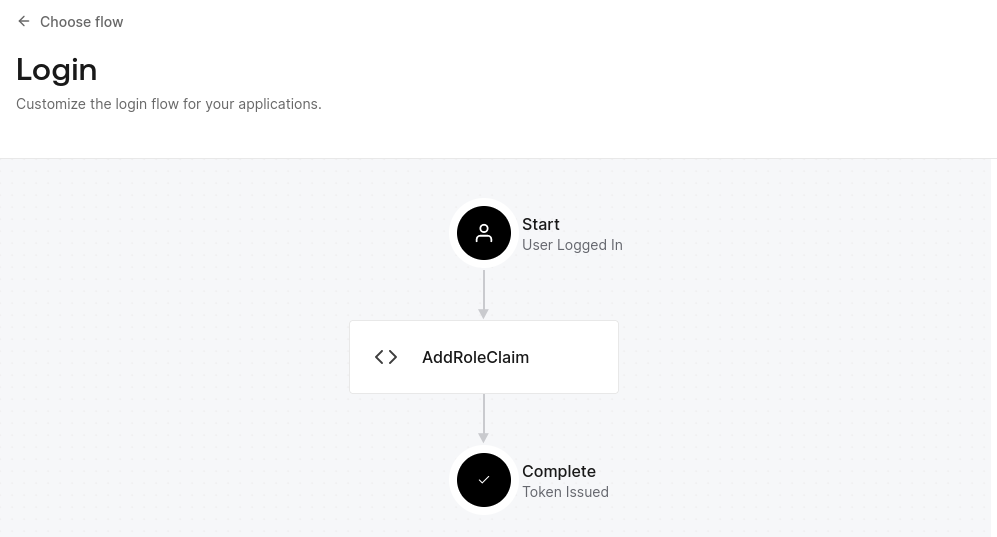 Choose flow
Login
Customize the login flow for your applications.
Start
User Logged In
AddRoleClaim
Complete
Token Issued